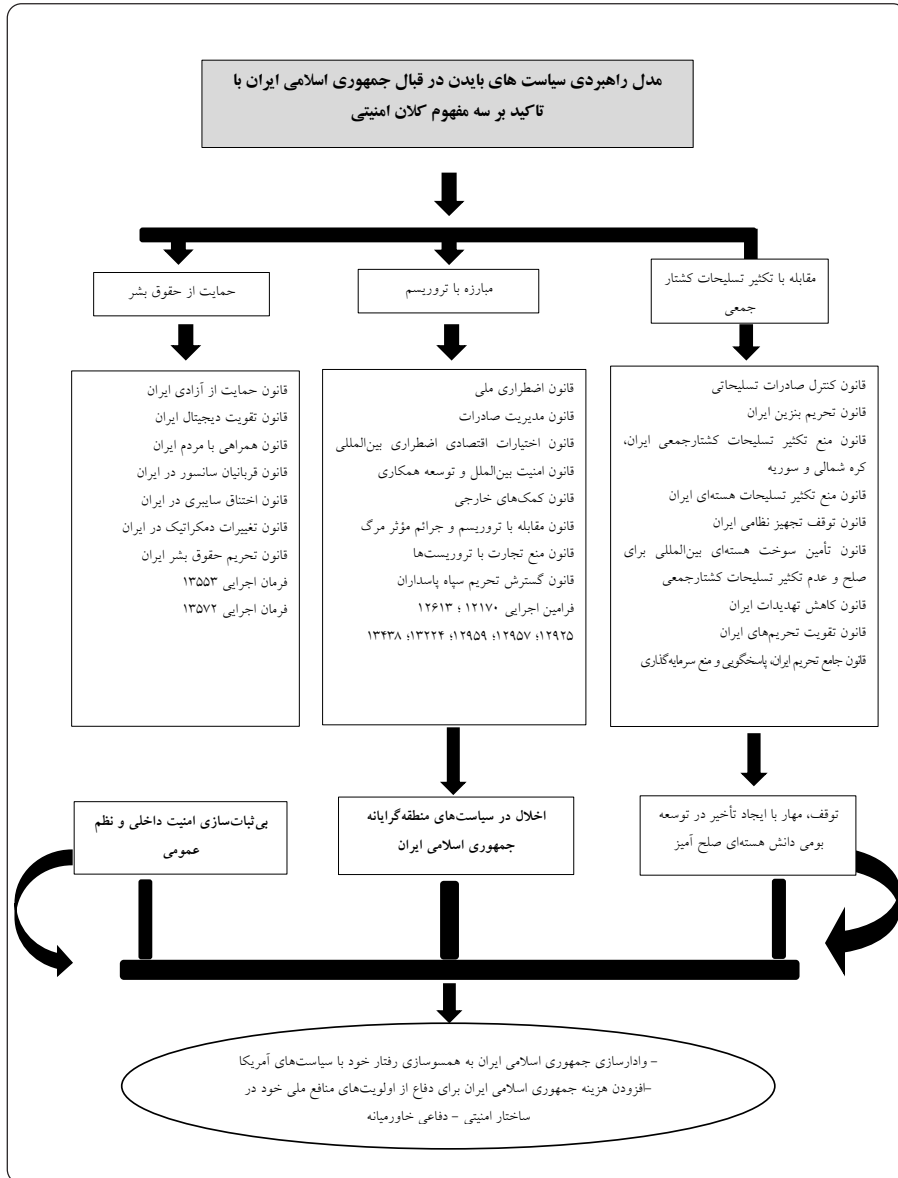 مدل راهبردی سیاست های بایدن در قبال جمهوری اسلامی ایران با
تاکید بر سه مفهوم کلان امنیتی
مقابله با تکثیر تسلیحات کشتار
جمعی
مبارزه با تروریسم
حمایت از حقوق بشر
قانون کنترل صادرات تسلیحاتی
قانون تحریم بنزین ایران
قانون منع تکثیر تسلیحات کشتارجمعی ایران،
کره شمالی و سوریه
قانون منع تکثیر تسلیحات هسته‌ای ایران
قانون توقف تجهیز نظامی ایران
قانون تأمین سوخت هسته‌ای بین‌المللی برای
صلح و عدم تکثیر تسلیحات کشتارجمعی
قانون کاهش تهدیدات ایران
قانون تقویت تحریم‌های ایران
قانون جامع تحریم ایران، پاسخگویی و منع سرمایه‌گذاری
قانون اضطراری ملی
قانون مدیریت صادرات
قانون اختیارات اقتصادی اضطراری بین‌المللی
قانون امنیت بین‌الملل و توسعه همکاری
قانون کمک‌های خارجی
قانون مقابله با تروریسم و جرائم مؤثر مرگ
قانون منع تجارت با تروریست‌ها
قانون گسترش تحریم سپاه پاسداران
فرامین اجرایی ۱۲۱۷۰ ؛ ۱۲۶۱۳
۱۲۹۲۵؛ ۱۲۹۵۷؛ ۱۲۹۵۹؛ ۱۳۲۲۴؛ ۱۳۴۳۸
قانون حمایت از آزادی ایران
قانون تقویت دیجیتال ایران
قانون همراهی با مردم ایران
قانون قربانیان سانسور در ایران
قانون اختناق سایبری در ایران
قانون تغییرات دمکراتیک در ایران
قانون تحریم حقوق بشر ایران
فرمان اجرایی ۱۳۵۵۳
فرمان اجرایی ۱۳۵۷۲
توقف، مهار با ایجاد تأخیر در توسعه
بومی دانش هسته‌ای صلح آمیز
اخلال در سیاست‌های منطقه‌گرایانه
جمهوری اسلامی ایران
بی‌ثبات‌سازی امنیت داخلی و نظم
عمومی
- وادارسازی جمهوری اسلامی ایران به همسوسازی رفتار خود با سیاست‌های آمریکا
-افزودن هزینه جمهوری اسلامی ایران برای دفاع از اولویت‌های منافع ملی خود در
ساختار امنیتی - دفاعی خاورمیانه